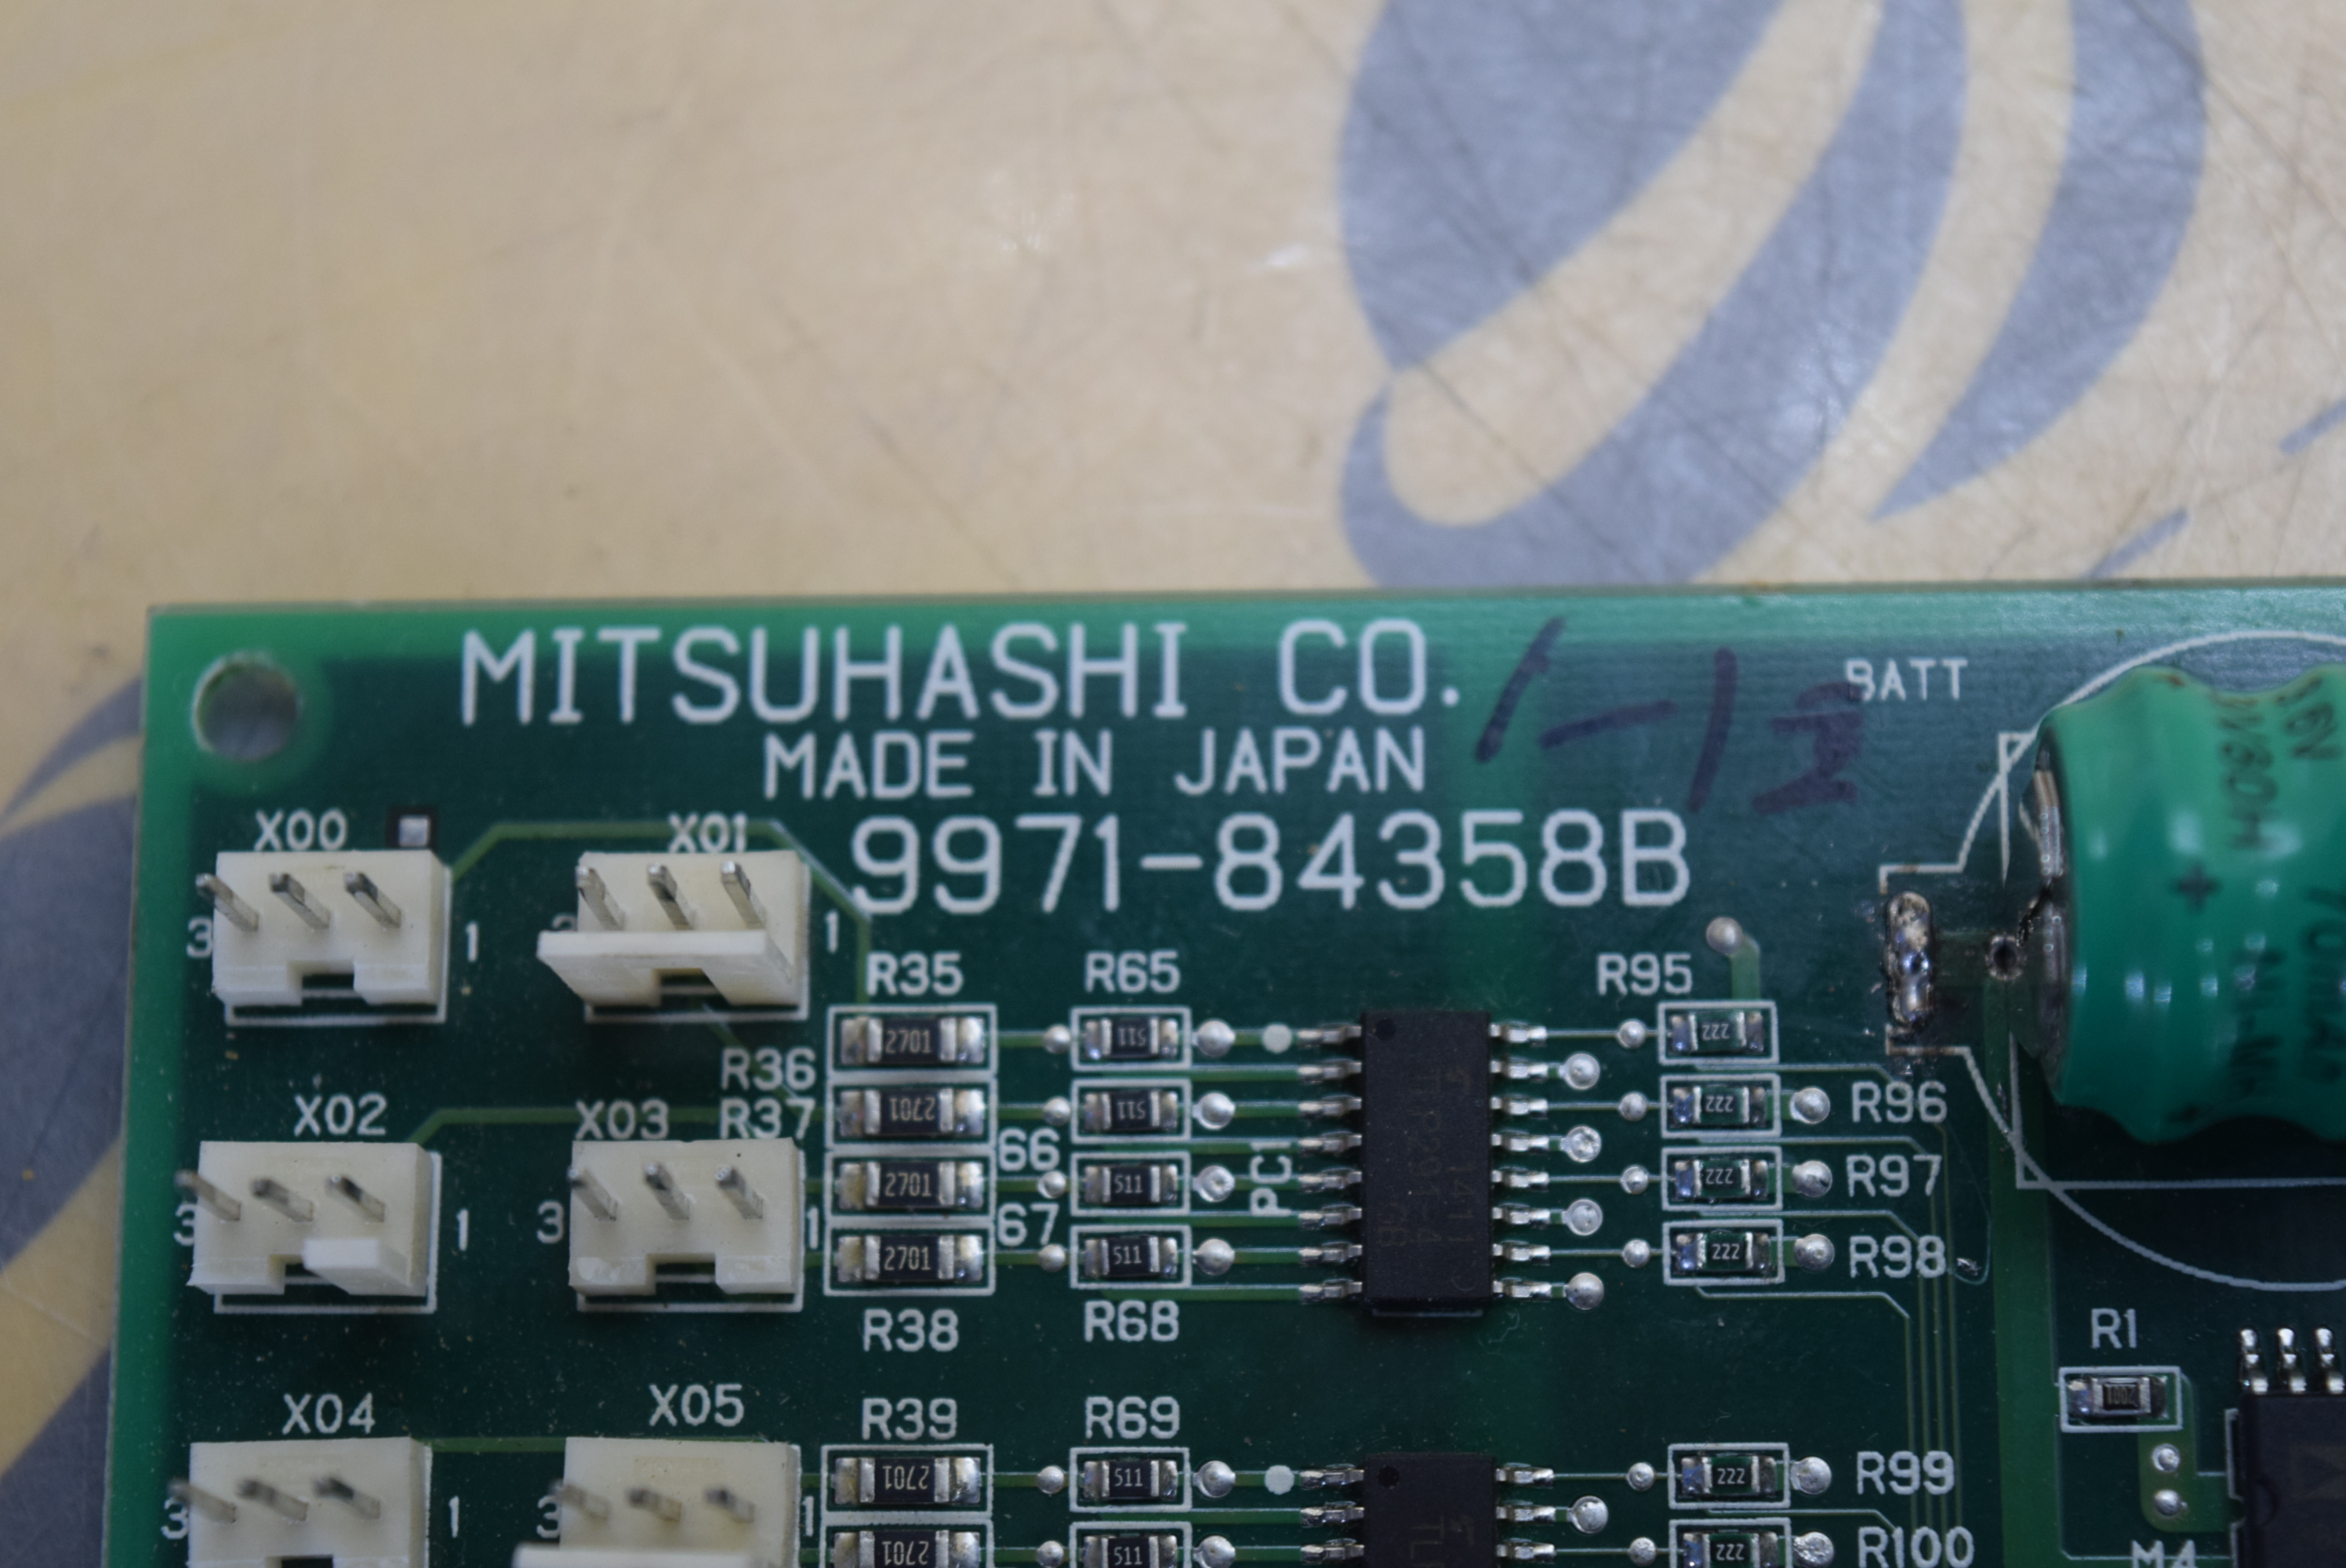 MITSUHASHI CO.
1-12
BATT
MADE IN JAPAN
9971-84358B
X00
X01
3
1
1
R35
R65
R95
2701
511
222
R36
2701
511
222
R96
X02
X03
R37
66
2701
511
PC1
222
R97
3
1
3
1
67
2701
511
222
R98
R38
R68
R1
2001
X04
X05
R39
R69
3
1
3
1
2701
511
222
R99
2701
511
222
R100
M4